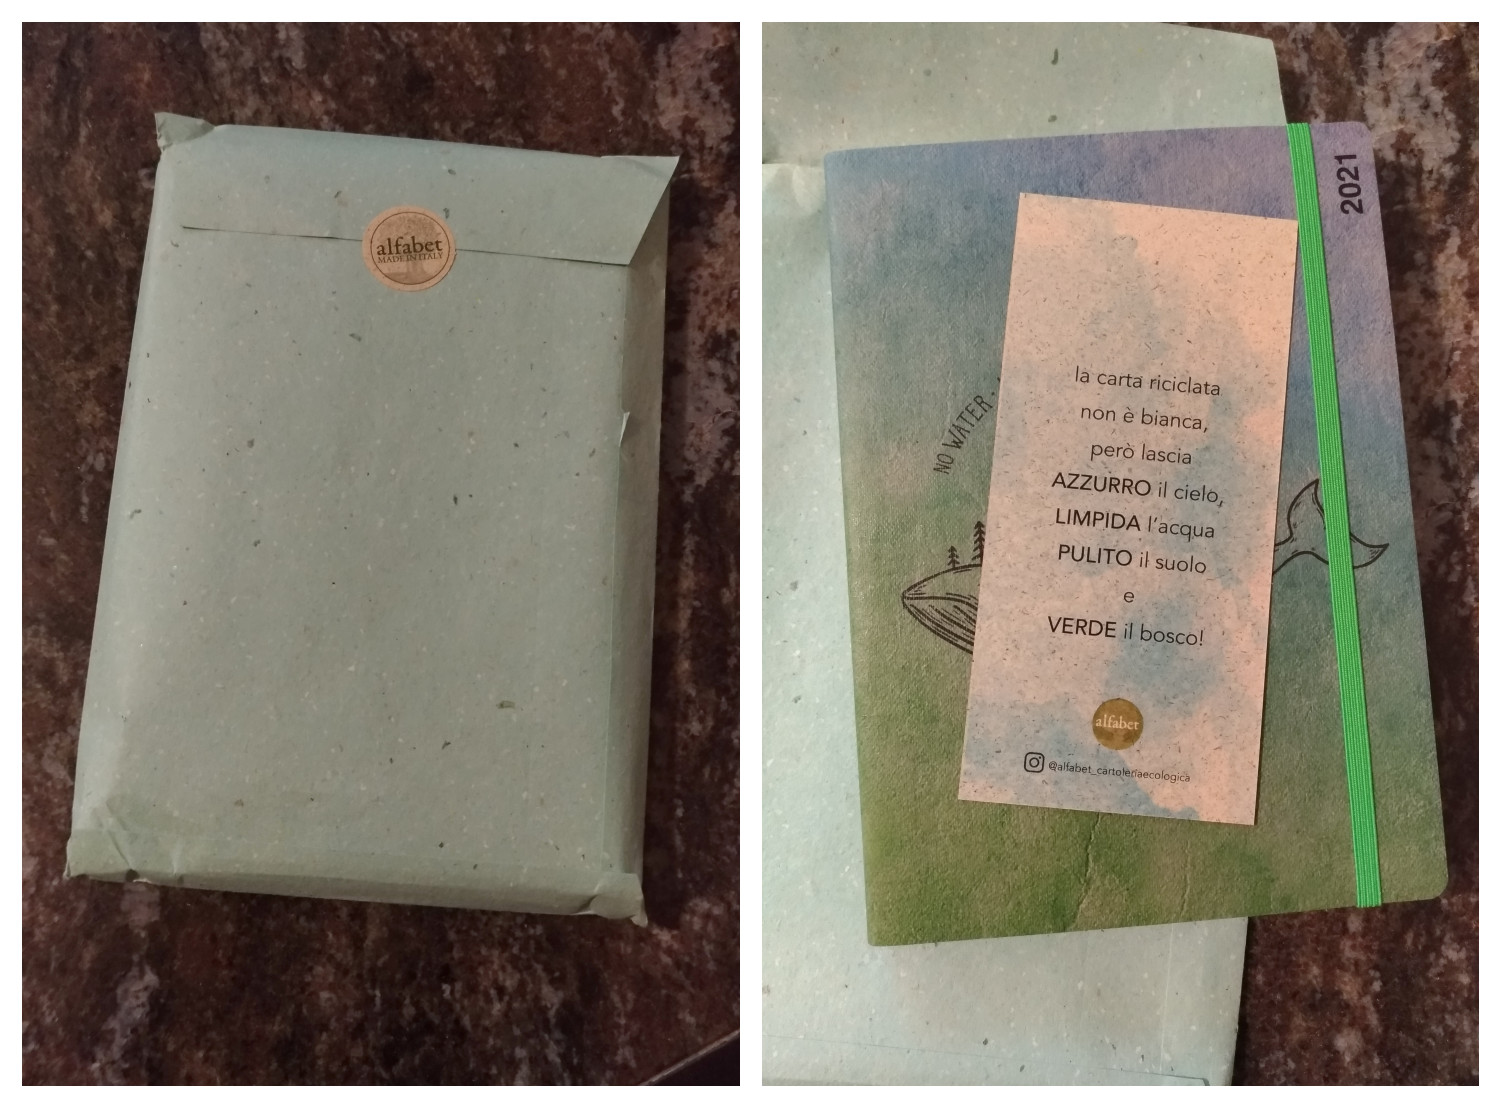 alfabet
MADE IN ITALY
2021
NO WATER ·
la carta riciclata
non è bianca,
però lascia
AZZURRO il cielo,
LIMPIDA l'acqua
PULITO il suolo
e
VERDE il bosco!
alfabet
@alfabet_cartoleriaecologica